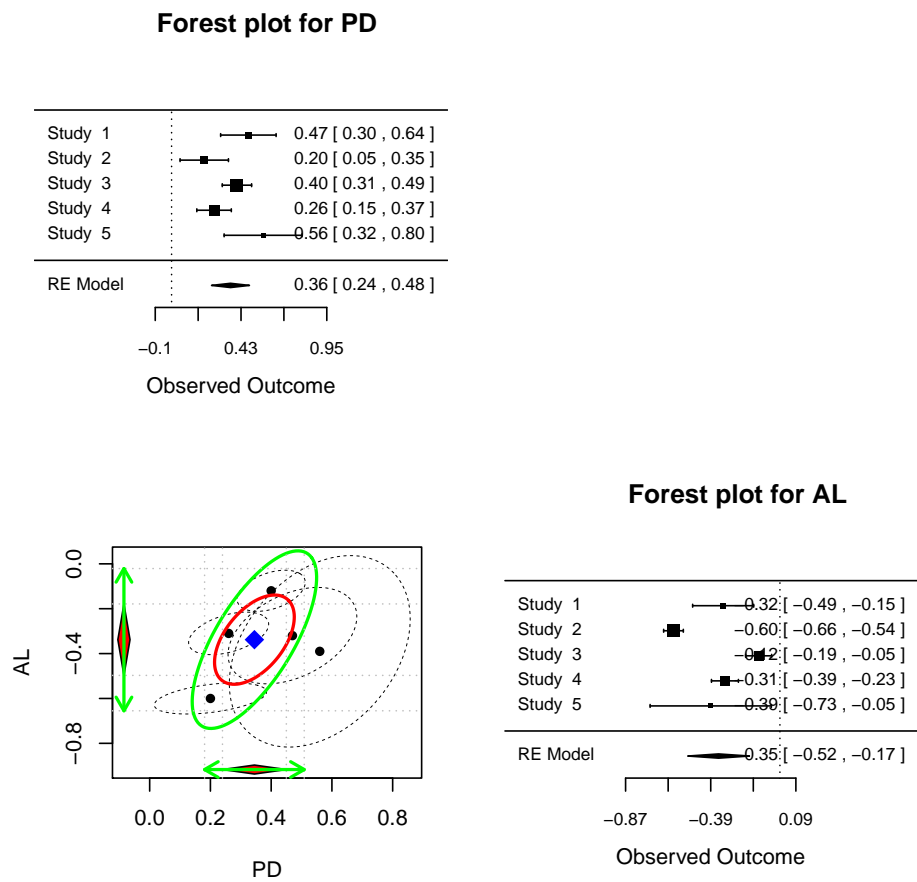 Forest plot for PD
Study 1 0.47 [ 0.30 , 0.64 ]
Study 2 0.20 [ 0.05 , 0.35 ]
Study 3 0.40 [ 0.31 , 0.49 ]
Study 4 0.26 [ 0.15 , 0.37 ]
Study 5 0.56 [ 0.32 , 0.80 ]
RE Model 0.36 [ 0.24 , 0.48 ]
−0.1 0.43 0.95
Observed Outcome
0.0
−0.4
−0.8
AL
0.0 0.2 0.4 0.6 0.8
PD
Forest plot for AL
Study 1 −0.32 [ −0.49 , −0.15 ]
Study 2 −0.60 [ −0.66 , −0.54 ]
Study 3 −0.12 [ −0.19 , −0.05 ]
Study 4 −0.31 [ −0.39 , −0.23 ]
Study 5 −0.39 [ −0.73 , −0.05 ]
RE Model −0.35 [ −0.52 , −0.17 ]
−0.87 −0.39 0.09
Observed Outcome